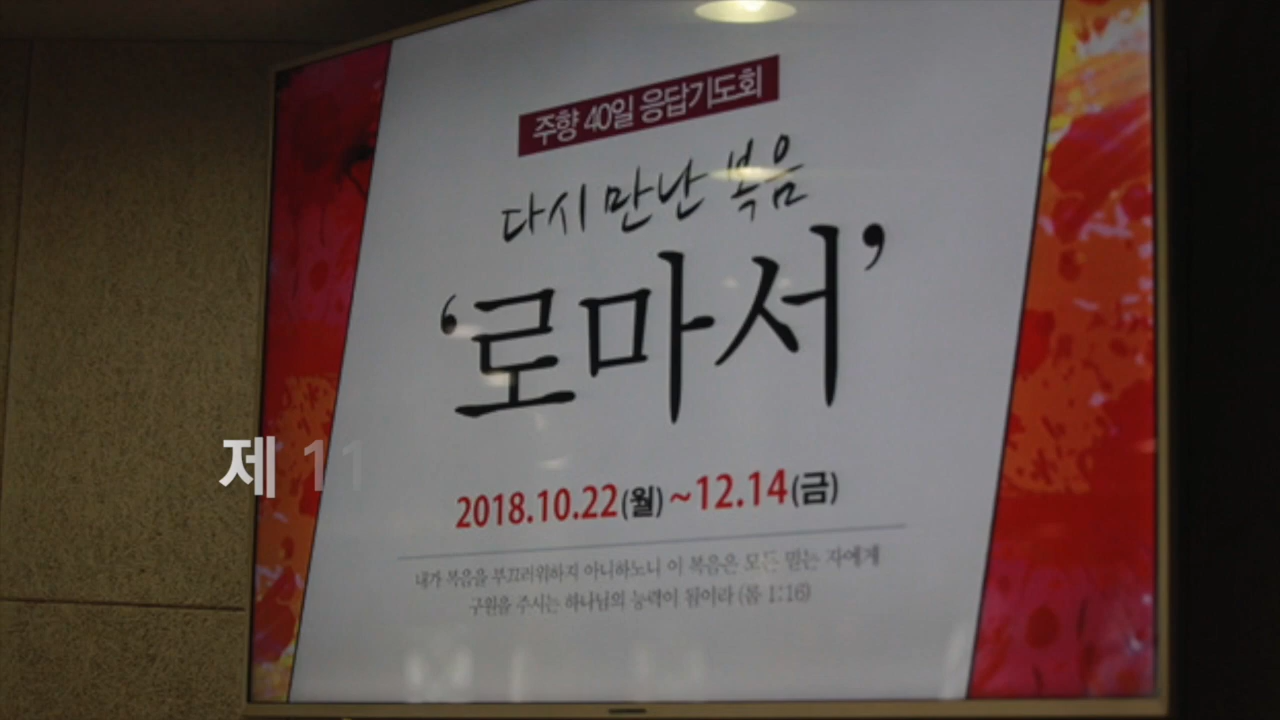 주향 40일 응답기도회
다시 만난 복음
‘로마서’
제 11
2018.10.22(월) ~12.14(금)
내가 복음을 부끄러워하지 아니하노니 이 복음은 모든 믿는 자에게
구원을 주시는 하나님의 능력이 됨이라 (롬 1:16)